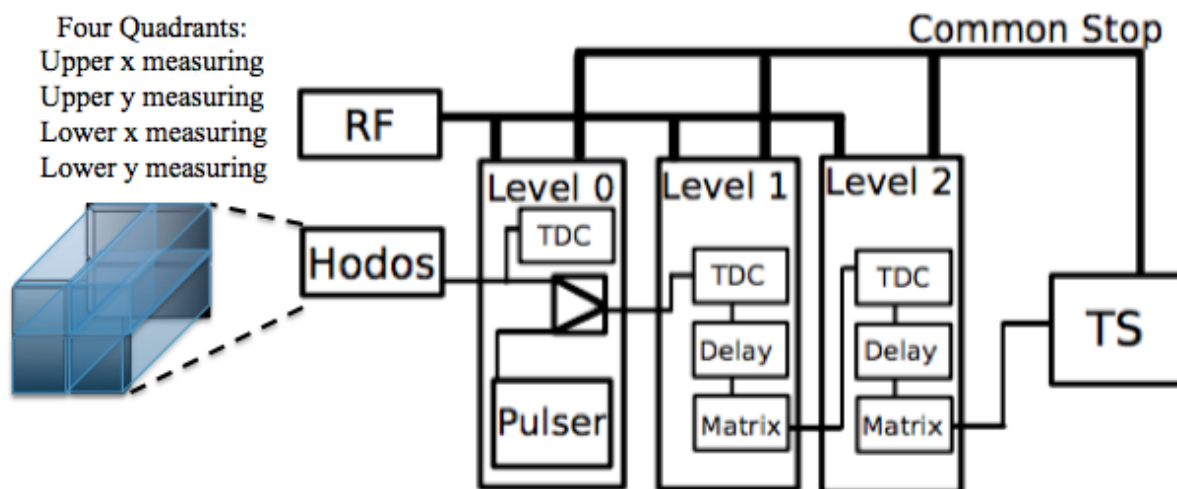 Four Quadrants:
Upper x measuring
Upper y measuring
Lower x measuring
Lower y measuring
Common Stop
RF
Level 0
Level 1
Level 2
Hodos
TDC
TDC
TDC
Delay
Delay
TS
Pulser
Matrix
Matrix